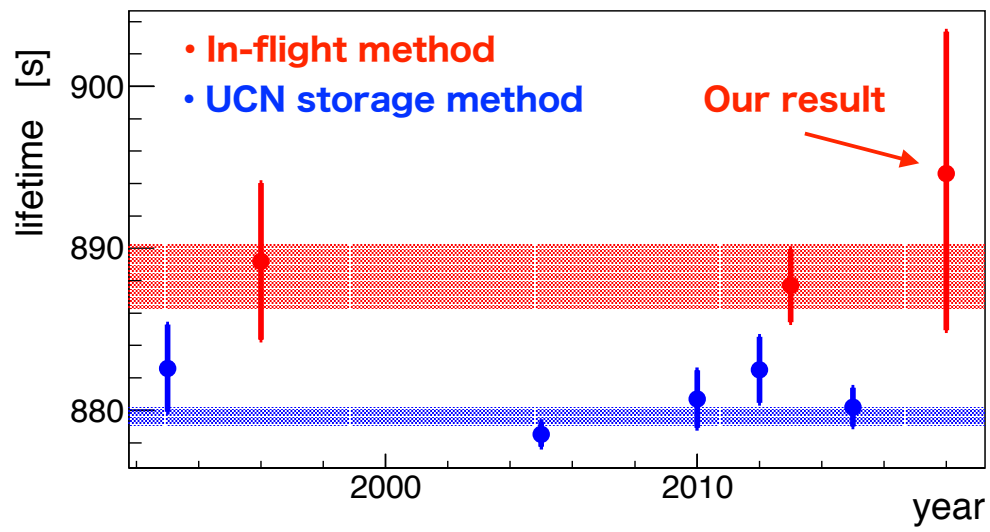 • In-flight method
• UCN storage method
Our result
lifetime [s]
900
890
880
2000
2010
year